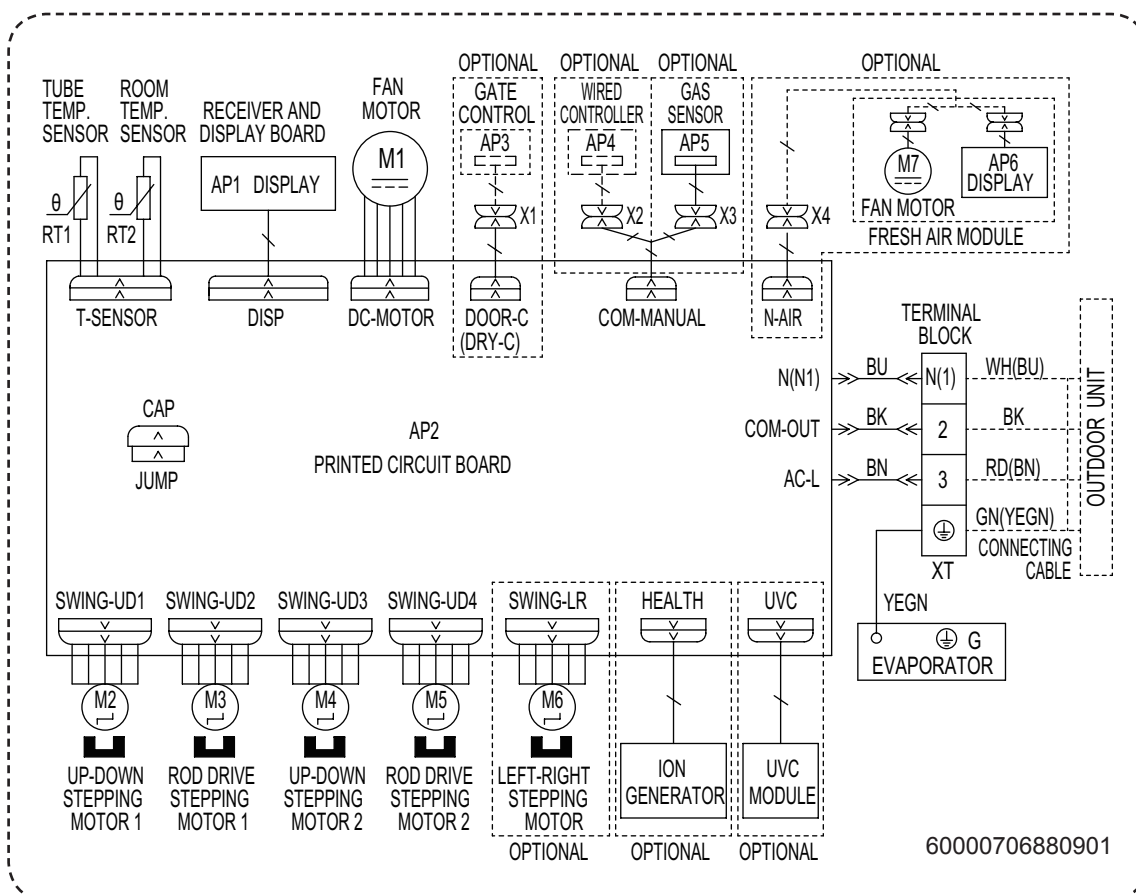 OPTIONAL
OPTIONAL
OPTIONAL
OPTIONAL
TUBE
TEMP.
SENSOR
ROOM
TEMP.
SENSOR
RECEIVER AND
DISPLAY BOARD
FAN
MOTOR
GATE
CONTROL
WIRED
CONTROLLER
GAS
SENSOR
AP1 DISPLAY
M1
AP3
AP4
AP5
M7
AP6
DISPLAY
FAN MOTOR
FRESH AIR MODULE
θ
RT1
θ
RT2
X1
X2
X3
X4
T-SENSOR
DISP
DC-MOTOR
DOOR-C
(DRY-C)
COM-MANUAL
N-AIR
TERMINAL
BLOCK
N(N1)
BU
N(1)
WH(BU)
COM-OUT
BK
2
BK
AC-L
BN
3
RD(BN)
GN(YEGN)
CONNECTING
CABLE
XT
OUTDOOR UNIT
YEGN
G
EVAPORATOR
CAP
JUMP
AP2
PRINTED CIRCUIT BOARD
SWING-UD1
SWING-UD2
SWING-UD3
SWING-UD4
SWING-LR
HEALTH
UVC
M2
M3
M4
M5
M6
UP-DOWN
STEPPING
MOTOR 1
ROD DRIVE
STEPPING
MOTOR 1
UP-DOWN
STEPPING
MOTOR 2
ROD DRIVE
STEPPING
MOTOR 2
LEFT-RIGHT
STEPPING
MOTOR
ION
GENERATOR
UVC
MODULE
OPTIONAL
OPTIONAL
OPTIONAL
60000706880901